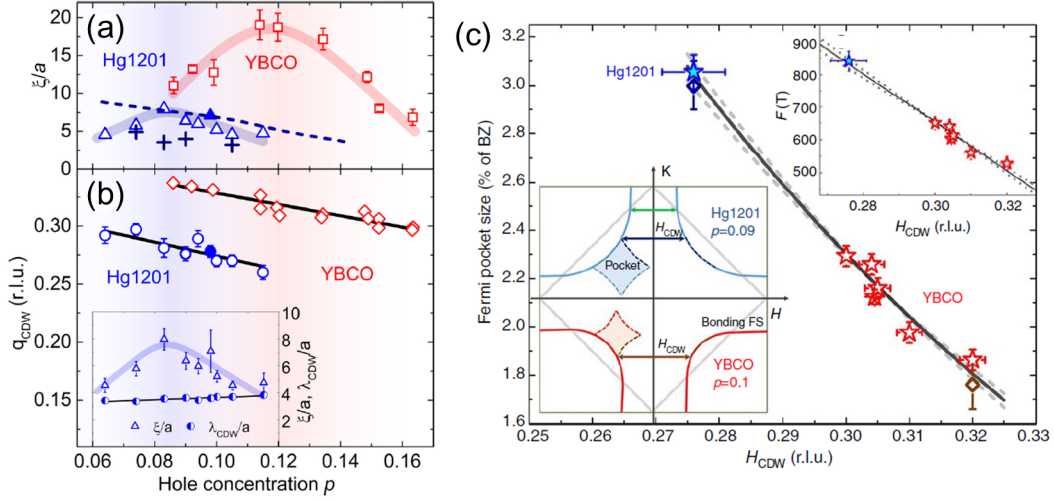 (a)
Hg1201
YBCO
ξ/a
20
15
10
5
0
(b)
Hg1201
YBCO
q_CDW (r.l.u.)
0.30
0.25
0.20
0.15
10
8
6
4
2
ξ/a, λ_CDW/a
ξ/a
λ_CDW/a
0.06 0.08 0.10 0.12 0.14 0.16
Hole concentration p
(c)
Fermi pocket size (% of BZ)
3.2
3.0
2.8
2.6
2.4
2.2
2.0
1.8
1.6
Hg1201
YBCO
K
Hg1201
p=0.09
H_CDW
Pocket
H
Bonding FS
H_CDW
YBCO
p=0.1
900
800
700
600
500
F (T)
0.28 0.30 0.32
H_CDW (r.l.u.)
0.25 0.26 0.27 0.28 0.29 0.30 0.31 0.32 0.33
H_CDW (r.l.u.)